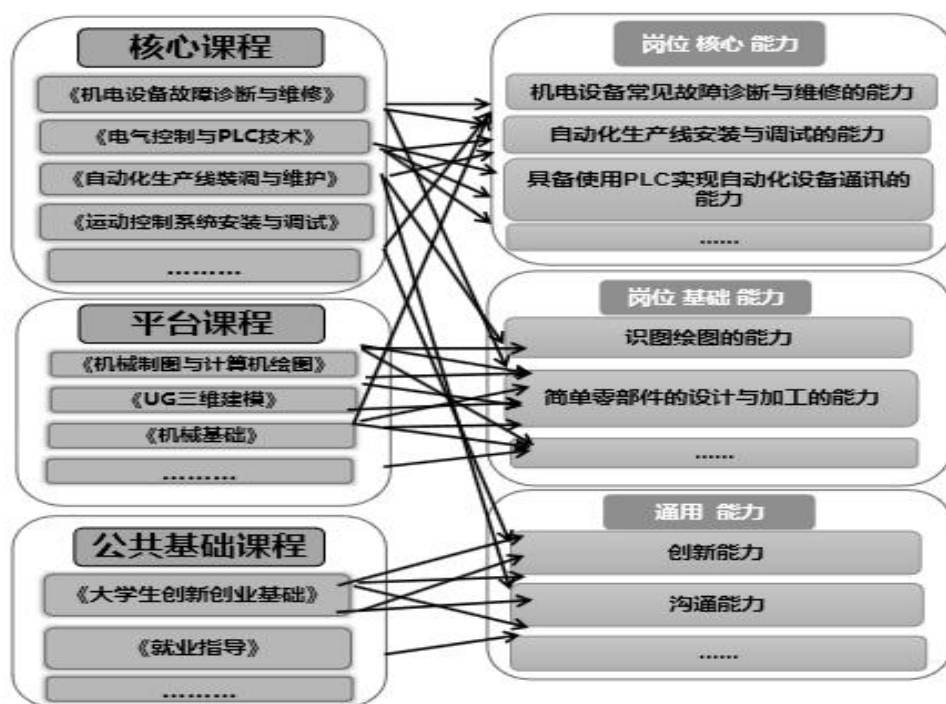 核心课程
《机电设备故障诊断与维修》
《电气控制与PLC技术》
《自动化生产线装调与维护》
《运动控制系统安装与调试》
………
平台课程
《机械制图与计算机绘图》
《UG三维建模》
《机械基础》
………
公共基础课程
《大学生创新创业基础》
《就业指导》
………
岗位 核心 能力
机电设备常见故障诊断与维修的能力
自动化生产线安装与调试的能力
具备使用PLC实现自动化设备通讯的
能力
......
岗位 基础 能力
识图绘图的能力
简单零部件的设计与加工的能力
......
通用 能力
创新能力
沟通能力
......